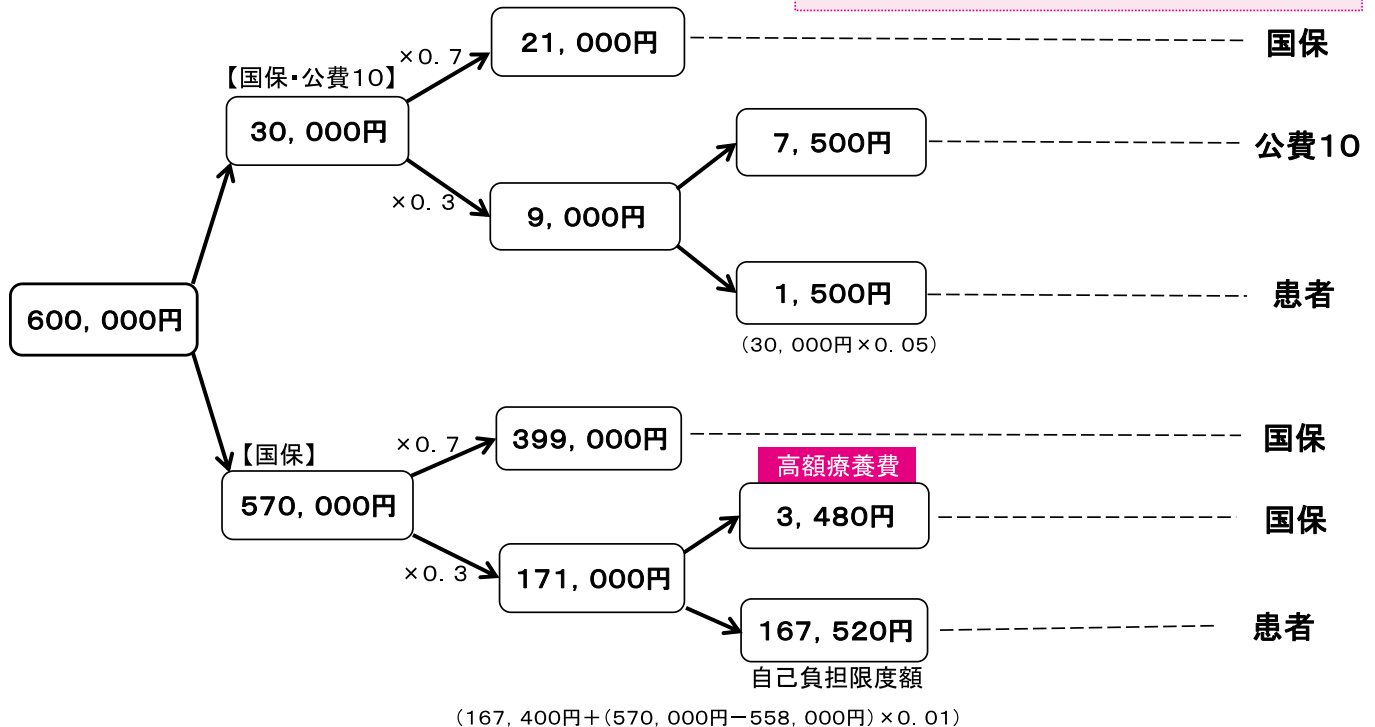 21,000円
国保
×0.7
【国保・公費10】
30,000円
7,500円
公費10
×0.3
9,000円
1,500円
患者
600,000円
(30,000円×0.05)
399,000円
国保
×0.7
【国保】
高額療養費
570,000円
3,480円
国保
×0.3
171,000円
167,520円
患者
自己負担限度額
(167,400円+(570,000円-558,000円)×0.01)